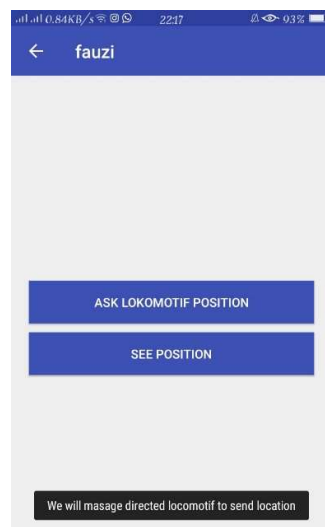 0.84KB/s 22:17 93%
fauzi
ASK LOKOMOTIF POSITION
SEE POSITION
We will masage directed locomotif to send location